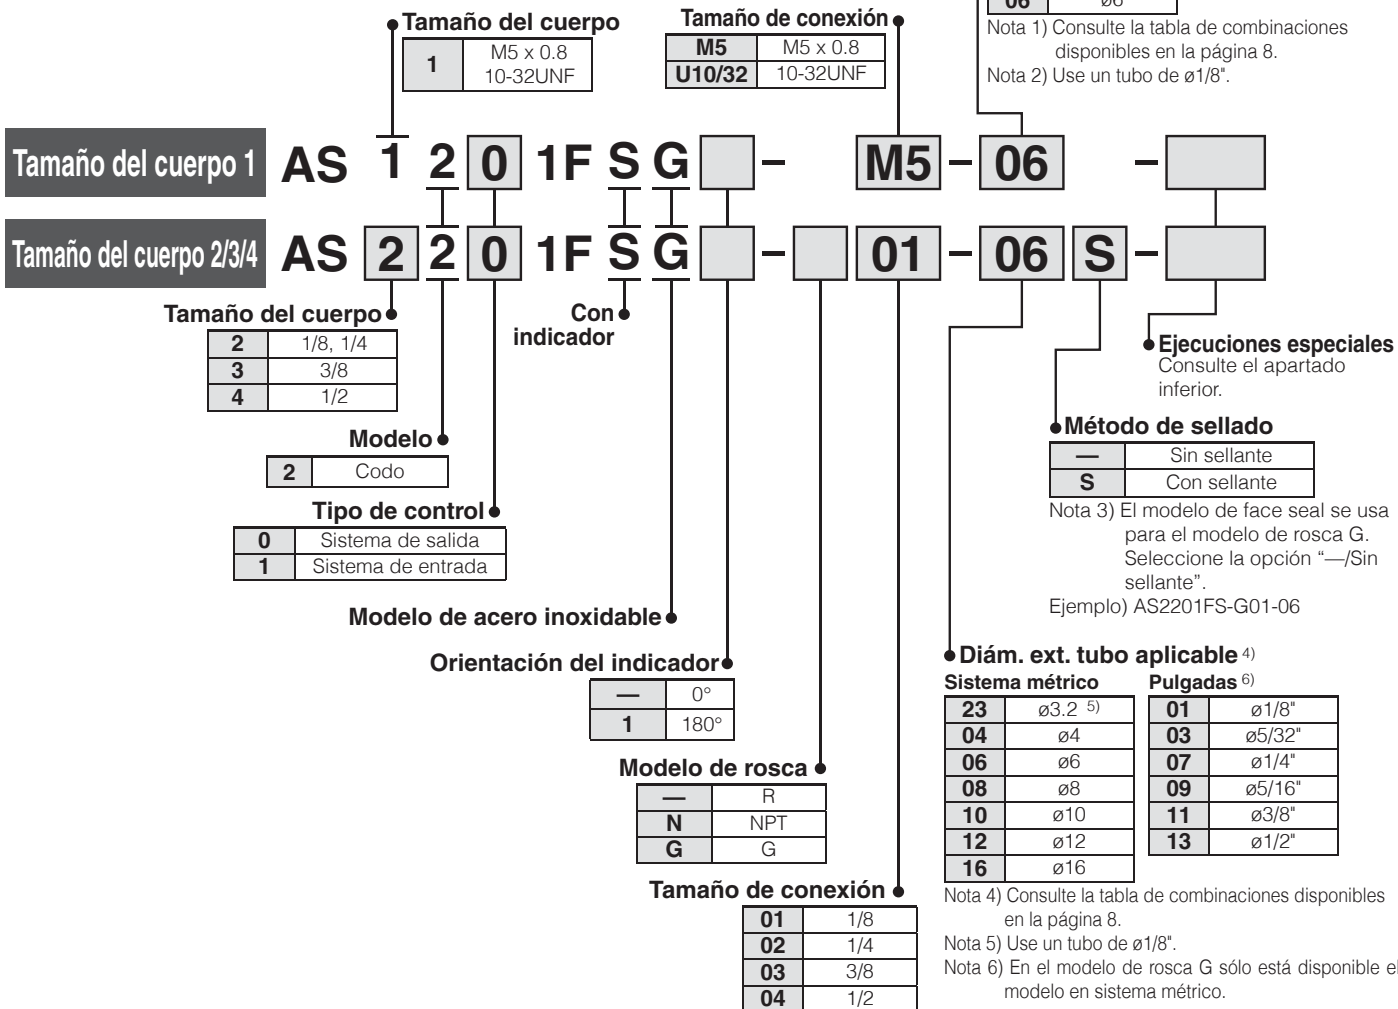 06 ø6
Nota 1) Consulte la tabla de combinaciones
disponibles en la página 8.
Nota 2) Use un tubo de ø1/8".
Tamaño del cuerpo
1 M5 x 0.8
10-32UNF
Tamaño de conexión
M5 M5 x 0.8
U10/32 10-32UNF
Tamaño del cuerpo 1 AS 1 2 0 1F S G – M5 – 06 –
Tamaño del cuerpo 2/3/4 AS 2 2 0 1F S G – 01 – 06 S –
Tamaño del cuerpo
2 1/8, 1/4
3 3/8
4 1/2
Con
indicador
Ejecuciones especiales
Consulte el apartado
inferior.
Modelo
2 Codo
Tipo de control
0 Sistema de salida
1 Sistema de entrada
Método de sellado
— Sin sellante
S Con sellante
Nota 3) El modelo de face seal se usa
para el modelo de rosca G.
Seleccione la opción “—/Sin
sellante”.
Ejemplo) AS2201FS-G01-06
Modelo de acero inoxidable
Orientación del indicador
— 0°
1 180°
Modelo de rosca
— R
N NPT
G G
Tamaño de conexión
01 1/8
02 1/4
03 3/8
04 1/2
Diám. ext. tubo aplicable 4)
Sistema métrico
23 ø3.2 5)
04 ø4
06 ø6
08 ø8
10 ø10
12 ø12
16 ø16
Pulgadas 6)
01 ø1/8"
03 ø5/32"
07 ø1/4"
09 ø5/16"
11 ø3/8"
13 ø1/2"
Nota 4) Consulte la tabla de combinaciones disponibles
en la página 8.
Nota 5) Use un tubo de ø1/8".
Nota 6) En el modelo de rosca G sólo está disponible el
modelo en sistema métrico.